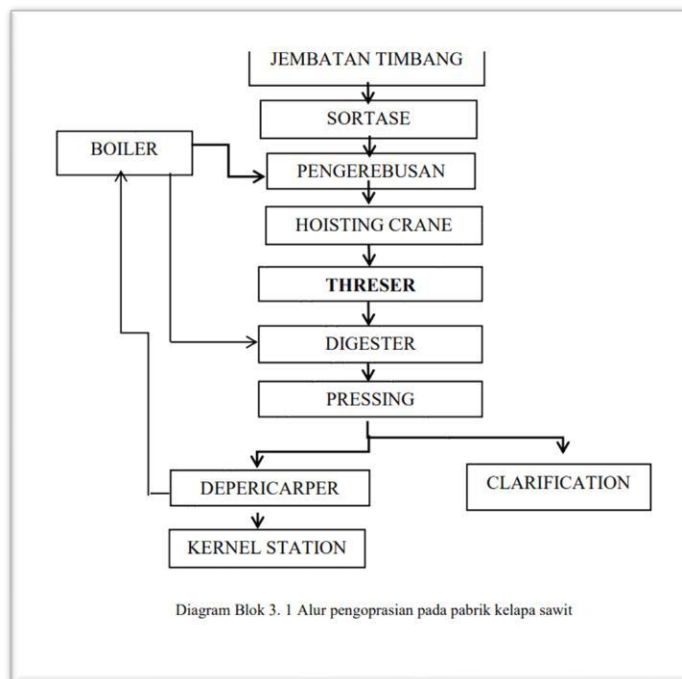 JEMBATAN TIMBANG
SORTASE
BOILER
PENGEREBUSAN
HOISTING CRANE
THRESER
DIGESTER
PRESSING
DEPERICARPER
CLARIFICATION
KERNEL STATION
Diagram Blok 3. 1 Alur pengoprasian pada pabrik kelapa sawit